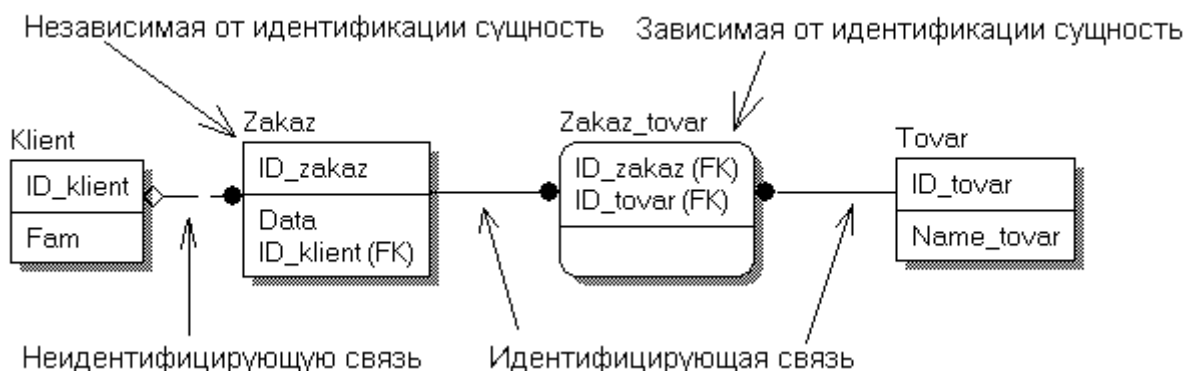 Независимая от идентификации сущность
Зависимая от идентификации сущность
Klient
ID_klient
Fam
Zakaz
ID_zakaz
Data
ID_klient (FK)
Zakaz_tovar
ID_zakaz (FK)
ID_tovar (FK)
Tovar
ID_tovar
Name_tovar
Неидентифицирующую связь
Идентифицирующая связь